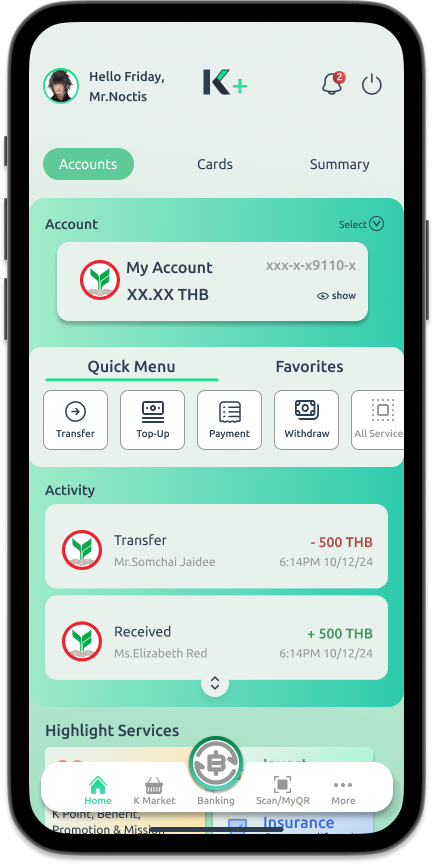 Hello Friday,
Mr.Noctis
K+
2
Accounts
Cards
Summary
Account
Select
My Account
xxx-x-x9110-x
XX.XX THB
show
Quick Menu
Favorites
Transfer
Top-Up
Payment
Withdraw
All Service
Activity
Transfer
- 500 THB
Mr.Somchai Jaidee
6:14PM 10/12/24
Received
+ 500 THB
Ms.Elizabeth Red
6:14PM 10/12/24
Highlight Services
Invest
Home
K Market
Banking
Scan/MyQR
More
K Point, Benefit,
Promotion & Mission
Insurance